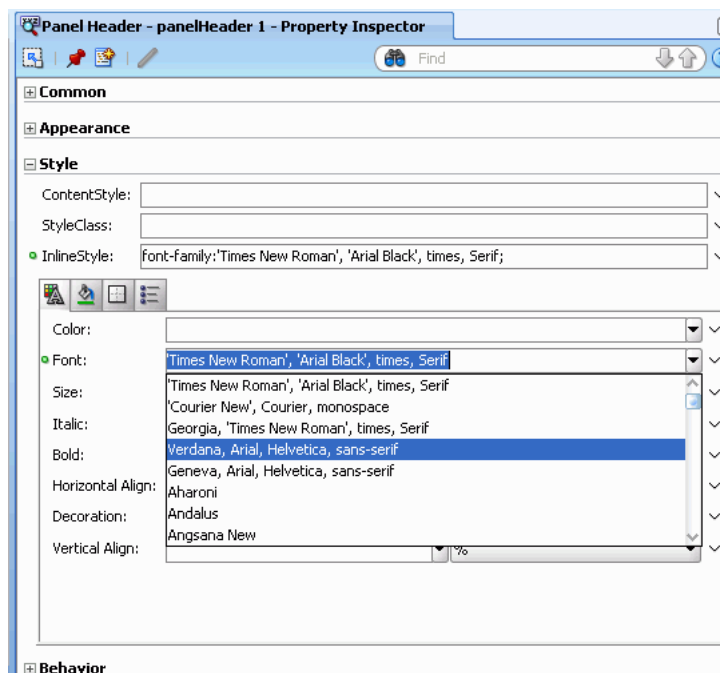 Panel Header - panelHeader 1 - Property Inspector
Find
Common
Appearance
Style
ContentStyle:
StyleClass:
InlineStyle: font-family:'Times New Roman', 'Arial Black', times, Serif;
Color:
Font: 'Times New Roman', 'Arial Black', times, Serif
Size: 'Times New Roman', 'Arial Black', times, Serif
'Courier New', Courier, monospace
Italic: Georgia, 'Times New Roman', times, Serif
Bold: Verdana, Arial, Helvetica, sans-serif
Geneva, Arial, Helvetica, sans-serif
Horizontal Align: Aharoni
Decoration: Andalus
Angsana New
Vertical Align: %
Behavior